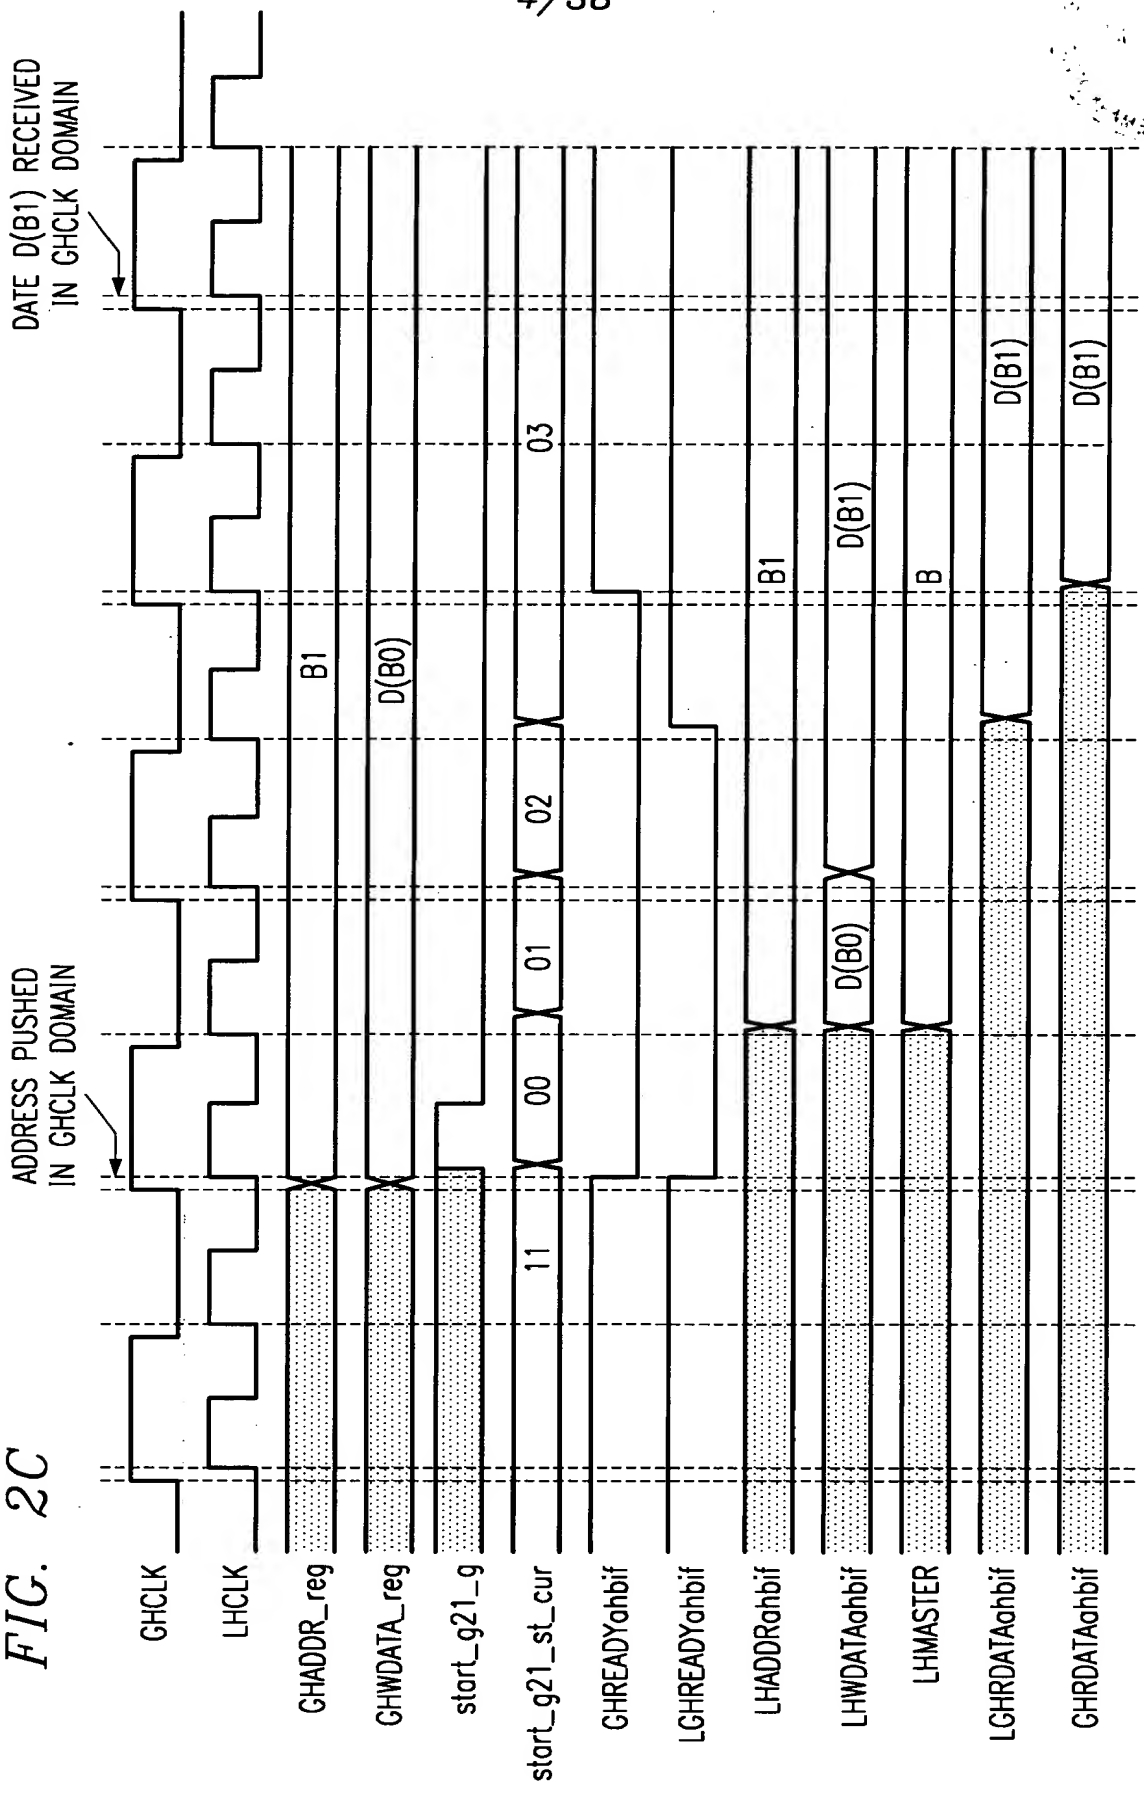 4/38
FIG. 2C
ADDRESS PUSHED
IN GHCLK DOMAIN
DATE D(B1) RECEIVED
IN GHCLK DOMAIN
GHCLK
LHCLK
GHADDR_reg B1
GHWDATA_reg D(B0)
start_g21_g
start_g21_st_cur 11 00 01 02 03
GHREADYahbif
LGHREADYahbif
LHADDRahbif B1
LHWDATAahbif D(B0) D(B1)
LHMASTER B
LGHRDATAahbif D(B1)
GHRDATAahbif D(B1)